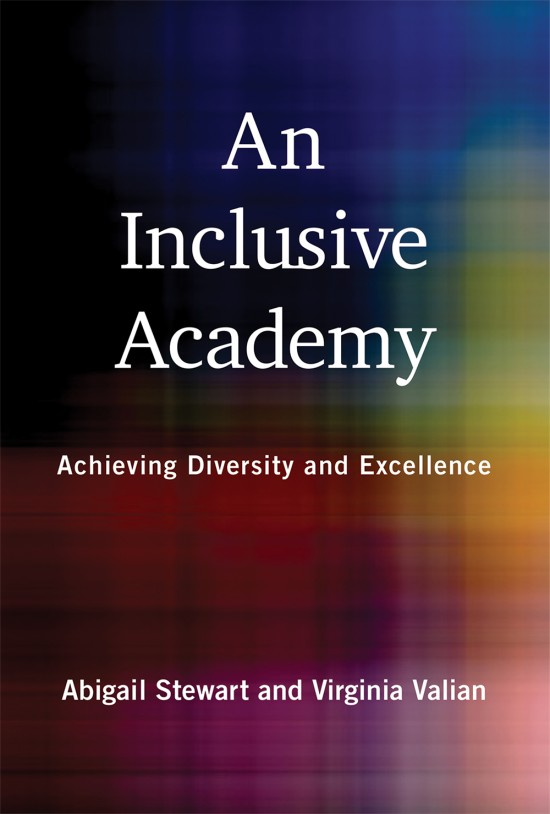 An
Inclusive
Academy
Achieving Diversity and Excellence
Abigail Stewart and Virginia Valian